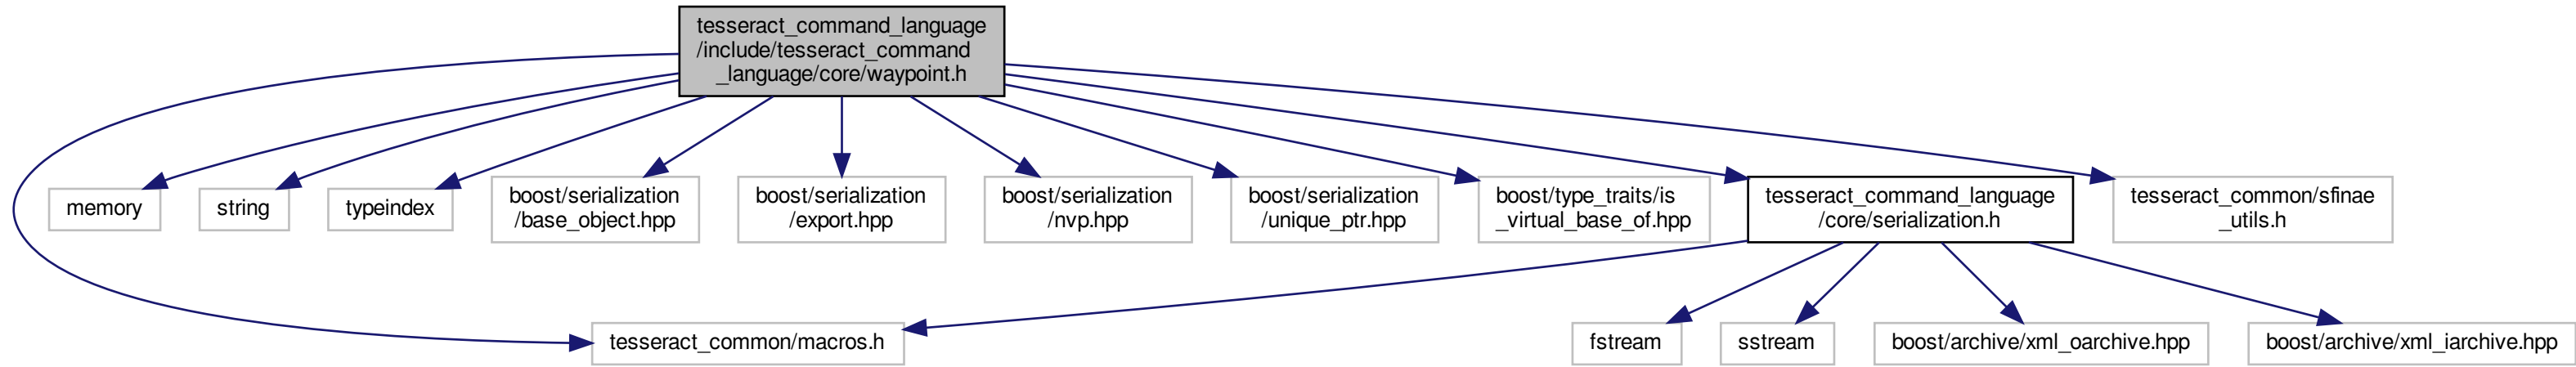 tesseract_command_language
/include/tesseract_command
_language/core/waypoint.h
memory
string
typeindex
boost/serialization
/base_object.hpp
boost/serialization
/export.hpp
boost/serialization
/nvp.hpp
boost/serialization
/unique_ptr.hpp
boost/type_traits/is
_virtual_base_of.hpp
tesseract_command_language
/core/serialization.h
tesseract_common/sfinae
_utils.h
tesseract_common/macros.h
fstream
sstream
boost/archive/xml_oarchive.hpp
boost/archive/xml_iarchive.hpp